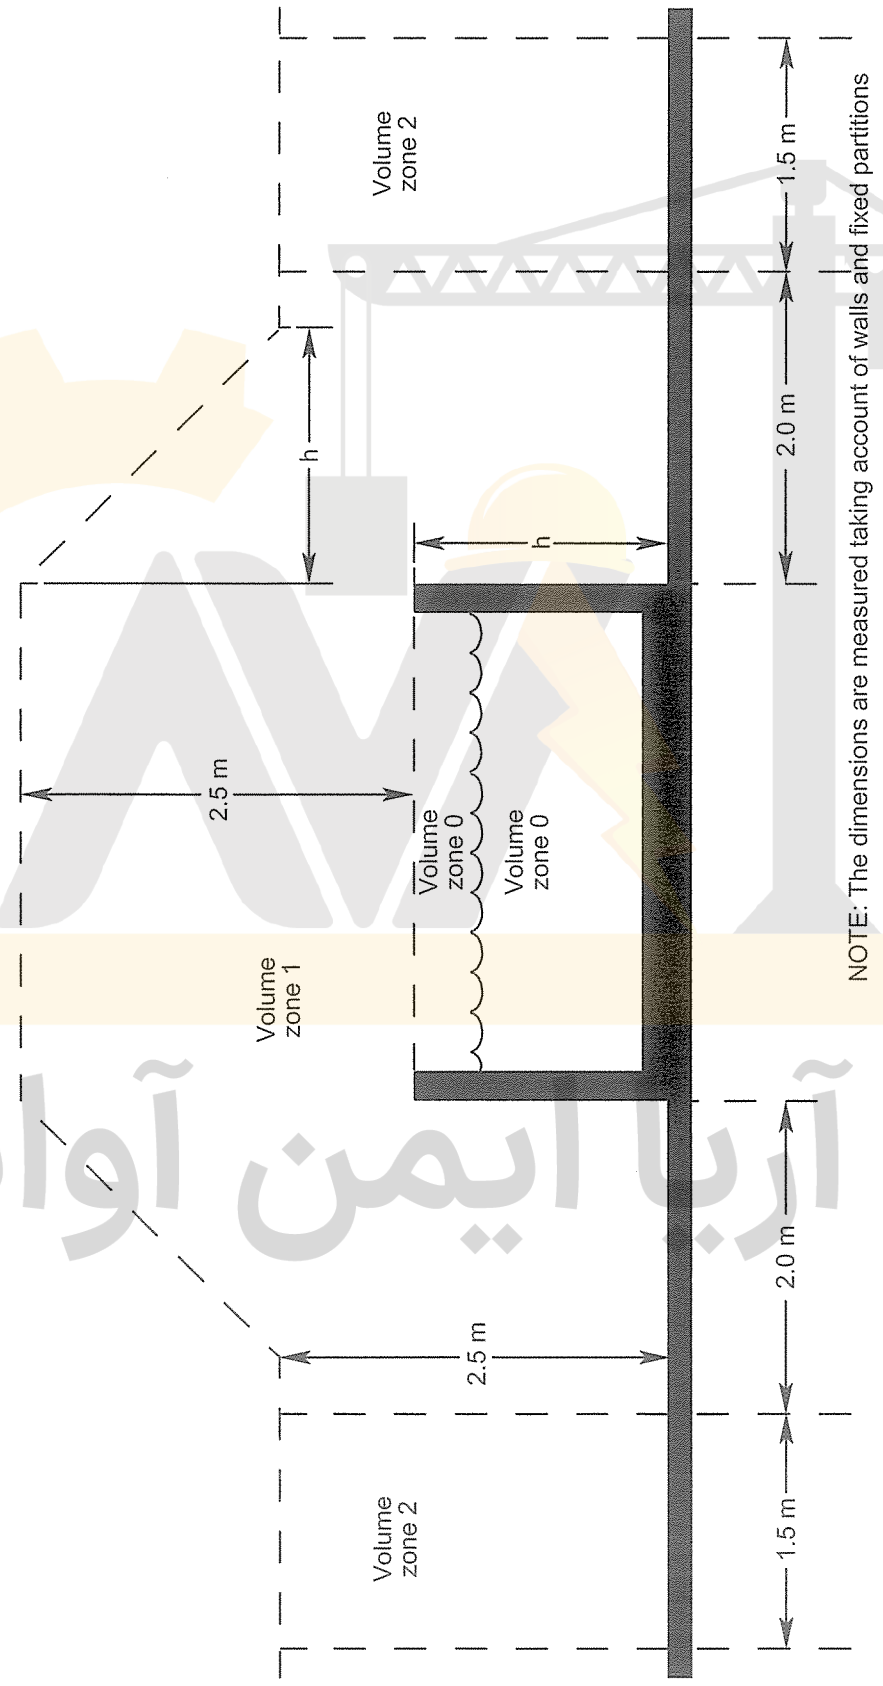 2.5 m
Volume
zone 1
h
Volume
zone 2
Volume
zone 2
Volume
zone 0
2.5 m
Volume
zone 0
h
1.5 m
2.0 m
2.0 m
1.5 m
NOTE: The dimensions are measured taking account of walls and fixed partitions
آریا ایمن